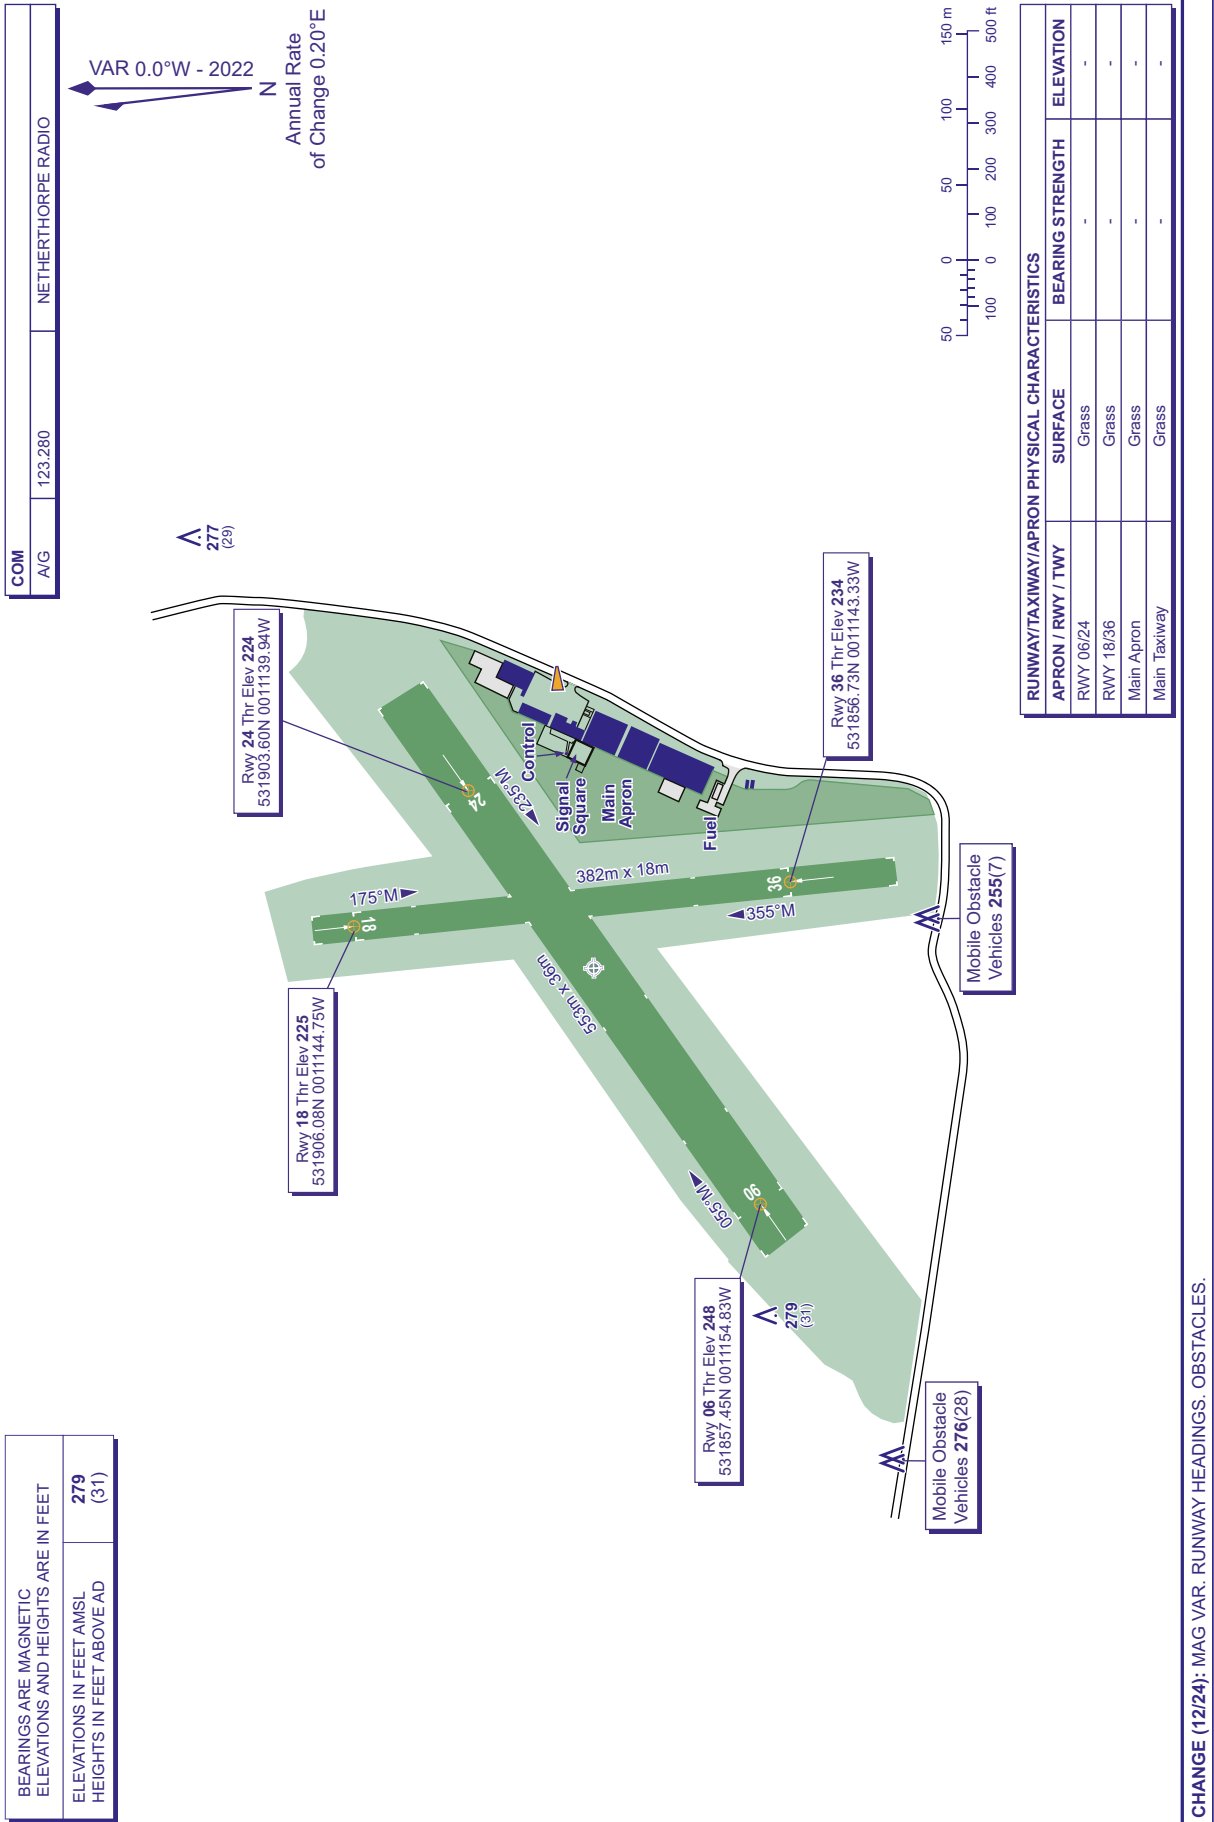 BEARINGS ARE MAGNETIC
ELEVATIONS AND HEIGHTS ARE IN FEET
ELEVATIONS IN FEET AMSL
HEIGHTS IN FEET ABOVE AD
279
(31)
COM
A/G
123.280
NETHERTHORPE RADIO
VAR 0.0°W - 2022
N
Annual Rate
of Change 0.20°E
277
(29)
Rwy 24 Thr Elev 224
531903.60N 0011139.94W
Rwy 18 Thr Elev 225
531906.08N 0011144.75W
175°M
18
24
235°M
Control
Signal
Square
Main
Apron
Fuel
382m x 18m
553m x 36m
36
355°M
Rwy 36 Thr Elev 234
531856.73N 0011143.33W
055°M
06
Rwy 06 Thr Elev 248
531857.45N 0011154.83W
279
(31)
Mobile Obstacle
Vehicles 276(28)
Mobile Obstacle
Vehicles 255(7)
50 0 50 100 150 m
100 0 100 200 300 400 500 ft
RUNWAY/TAXIWAY/APRON PHYSICAL CHARACTERISTICS
APRON / RWY / TWY SURFACE BEARING STRENGTH ELEVATION
RWY 06/24 Grass - -
RWY 18/36 Grass - -
Main Apron Grass - -
Main Taxiway Grass - -
CHANGE (12/24): MAG VAR. RUNWAY HEADINGS. OBSTACLES.